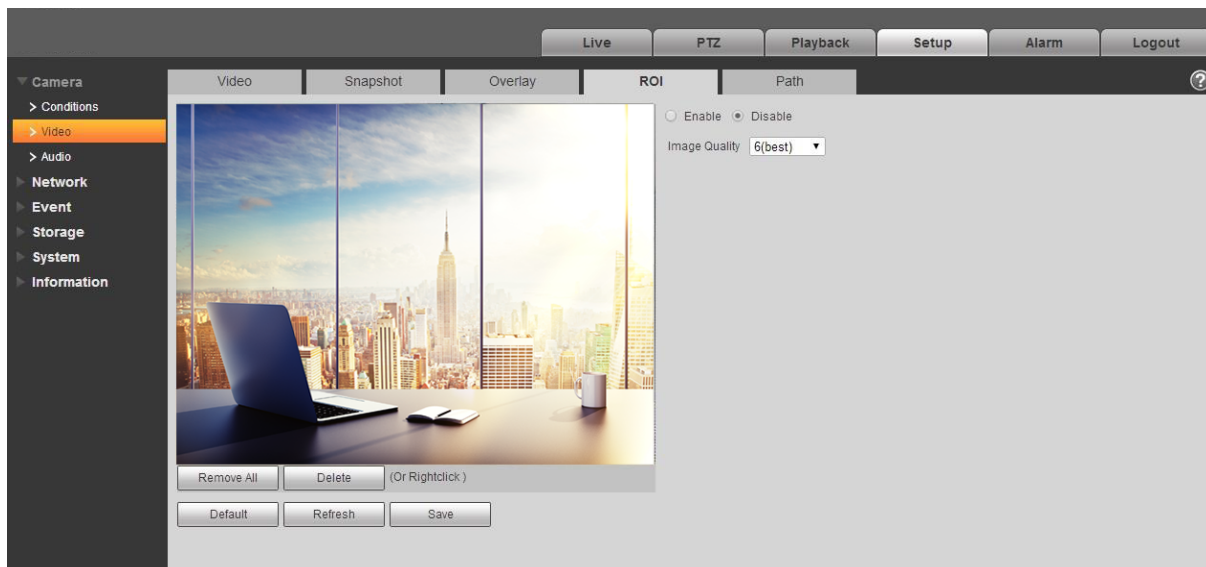 Live PTZ Playback Setup Alarm Logout
Camera
Conditions
Video
Audio
Network
Event
Storage
System
Information
Video Snapshot Overlay ROI Path
Enable Disable
Image Quality 6(best)
Remove All Delete (Or Rightclick )
Default Refresh Save